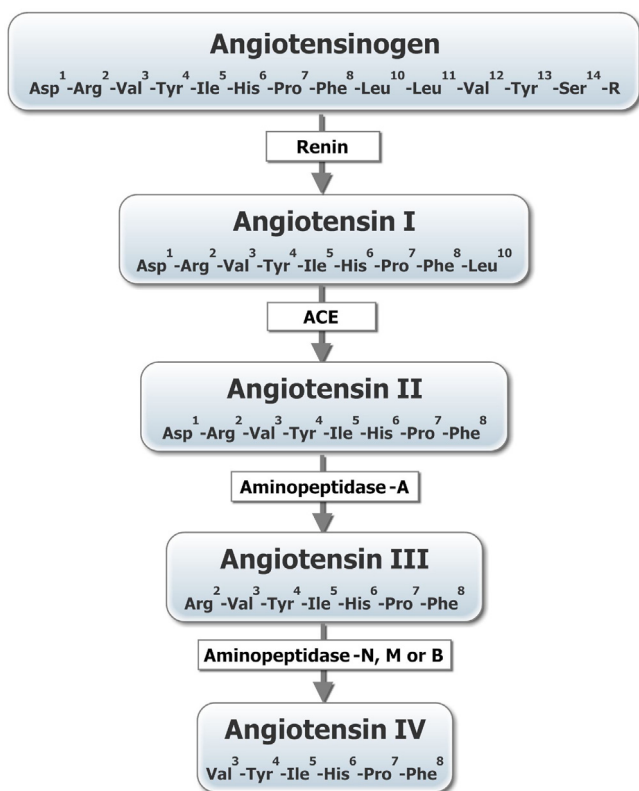 Angiotensinogen
Asp¹-Arg²-Val³-Tyr⁴-Ile⁵-His⁶-Pro⁷-Phe⁸-Leu¹⁰-Leu¹¹-Val¹²-Tyr¹³-Ser¹⁴-R
Renin
Angiotensin I
Asp¹-Arg²-Val³-Tyr⁴-Ile⁵-His⁶-Pro⁷-Phe⁸-Leu¹⁰
ACE
Angiotensin II
Asp¹-Arg²-Val³-Tyr⁴-Ile⁵-His⁶-Pro⁷-Phe⁸
Aminopeptidase-A
Angiotensin III
Arg²-Val³-Tyr⁴-Ile⁵-His⁶-Pro⁷-Phe⁸
Aminopeptidase-N, M or B
Angiotensin IV
Val³-Tyr⁴-Ile⁵-His⁶-Pro⁷-Phe⁸